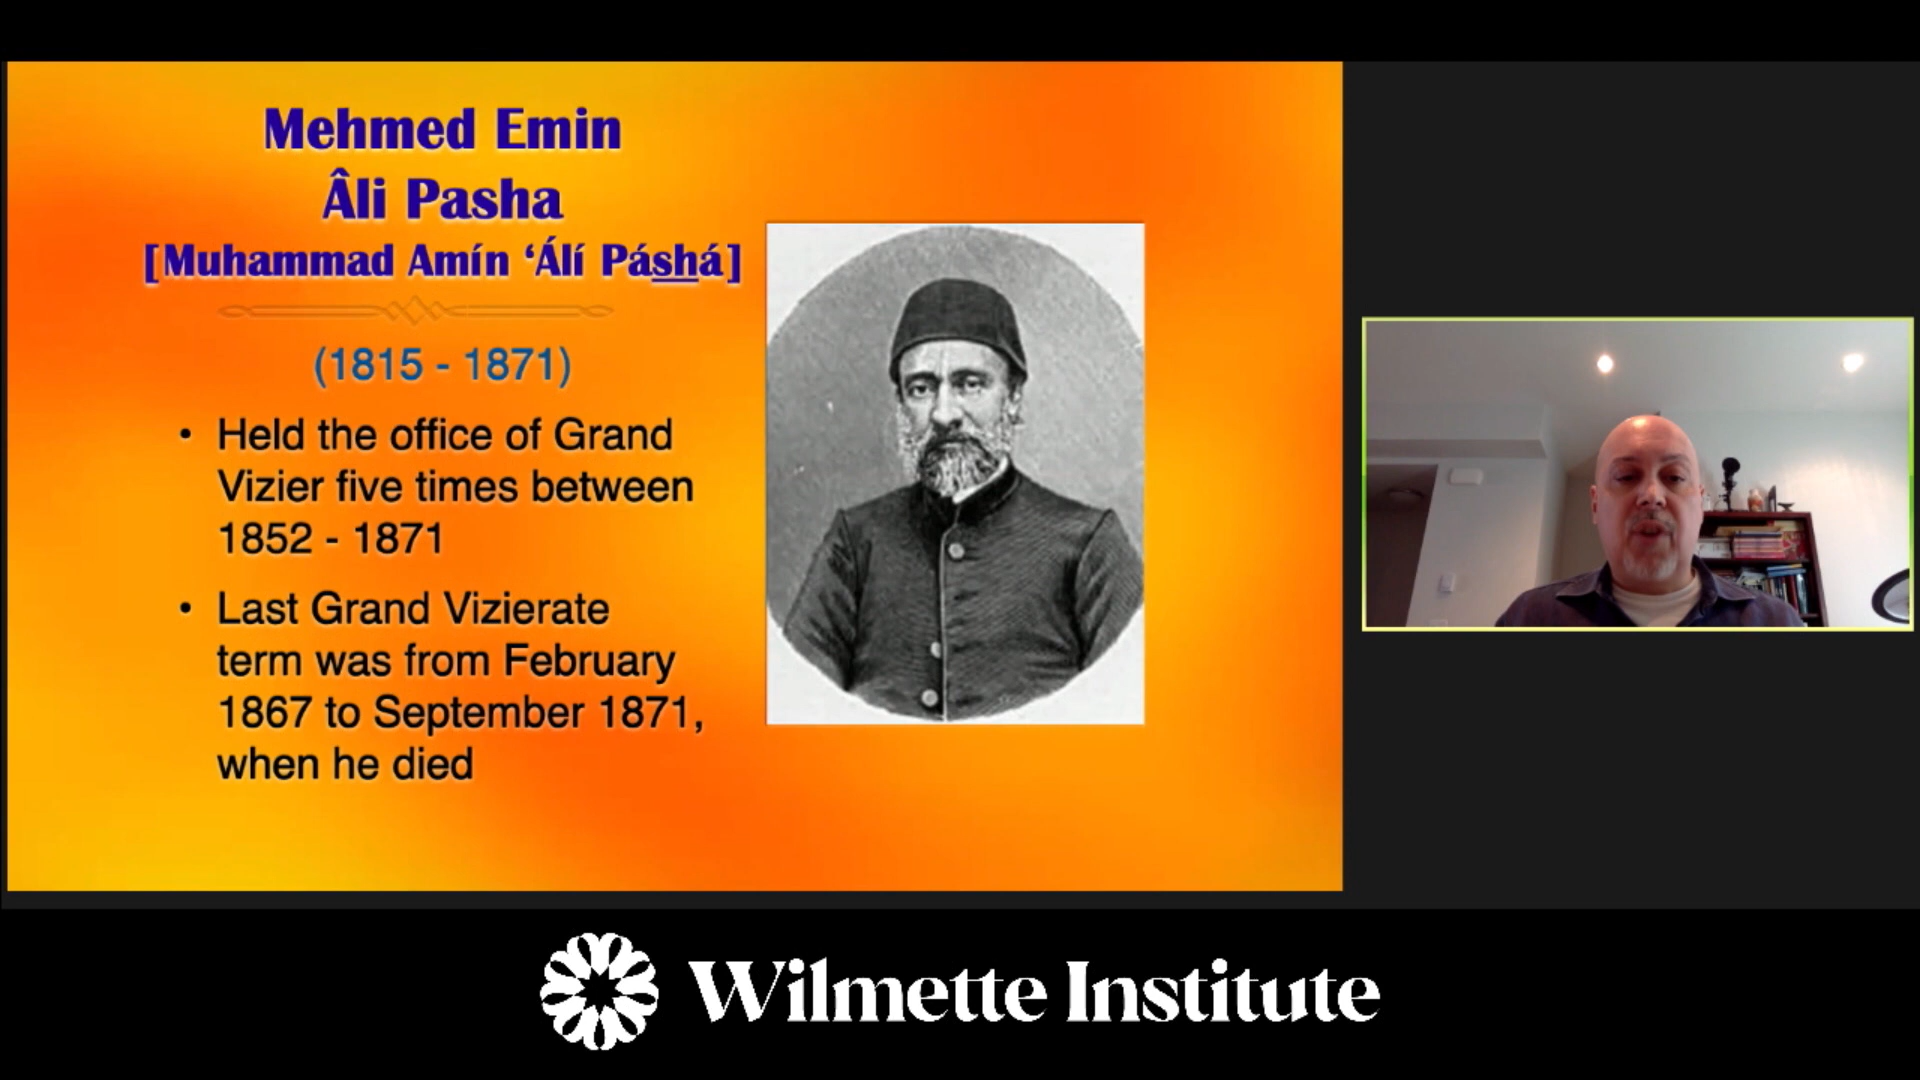 Mehmed Emin
Âli Pasha
[Muhammad Amín ‘Álí Páshá]
(1815 - 1871)
• Held the office of Grand
Vizier five times between
1852 - 1871
• Last Grand Vizierate
term was from February
1867 to September 1871,
when he died
Wilmette Institute